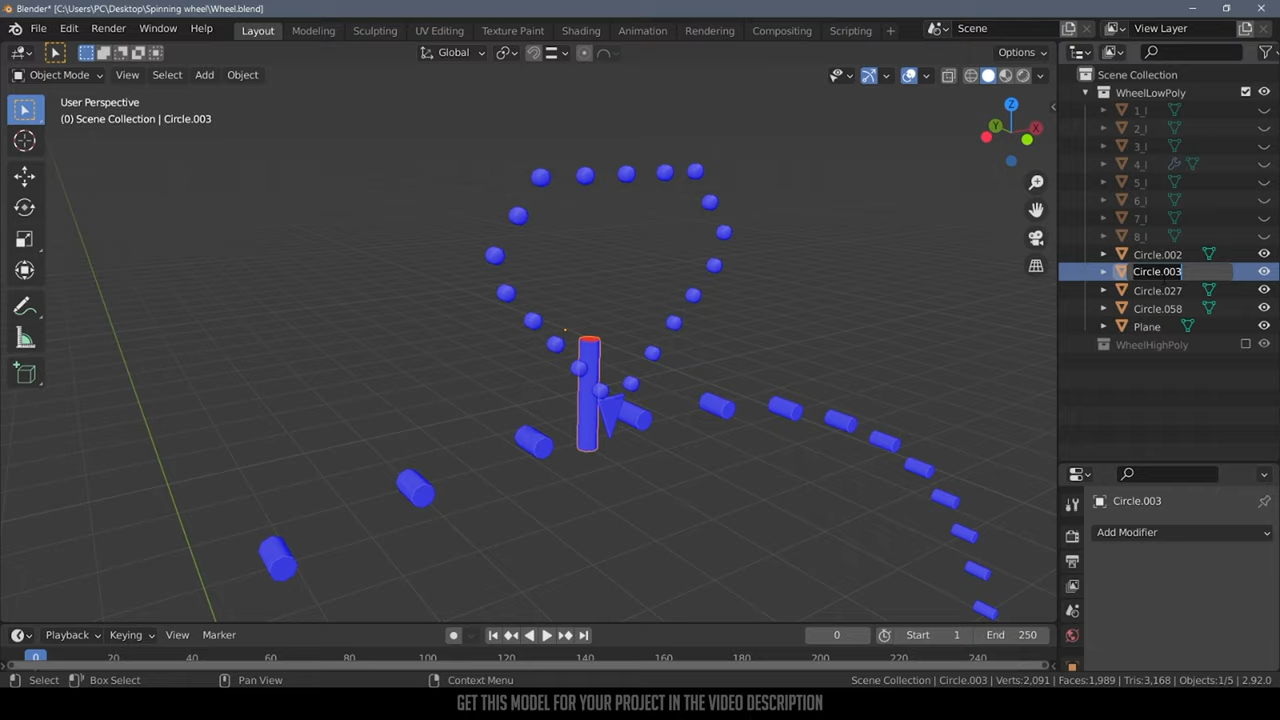 Blender* [C:\Users\PC\Desktop\Spinning wheel\Wheel.blend]
File Edit Render Window Help Layout Modeling Sculpting UV Editing Texture Paint Shading Animation Rendering Compositing Scripting + Scene View Layer
Global Options
Object Mode View Select Add Object
User Perspective
(0) Scene Collection | Circle.003
Z
Y
X
Scene Collection
WheelLowPoly
1_l
2_l
3_l
4_l
5_l
6_l
7_l
8_l
Circle.002
Circle.003
Circle.027
Circle.058
Plane
WheelHighPoly
Circle.003
Add Modifier
Playback Keying View Marker 0 Start 1 End 250
0 20 40 60 80 100 120 140 160 180 200 220 240
Select Box Select Pan View Context Menu Scene Collection | Circle.003 | Verts:2,091 | Faces:1,989 | Tris:3,168 | Objects:1/5 | 2.92.0
GET THIS MODEL FOR YOUR PROJECT IN THE VIDEO DESCRIPTION